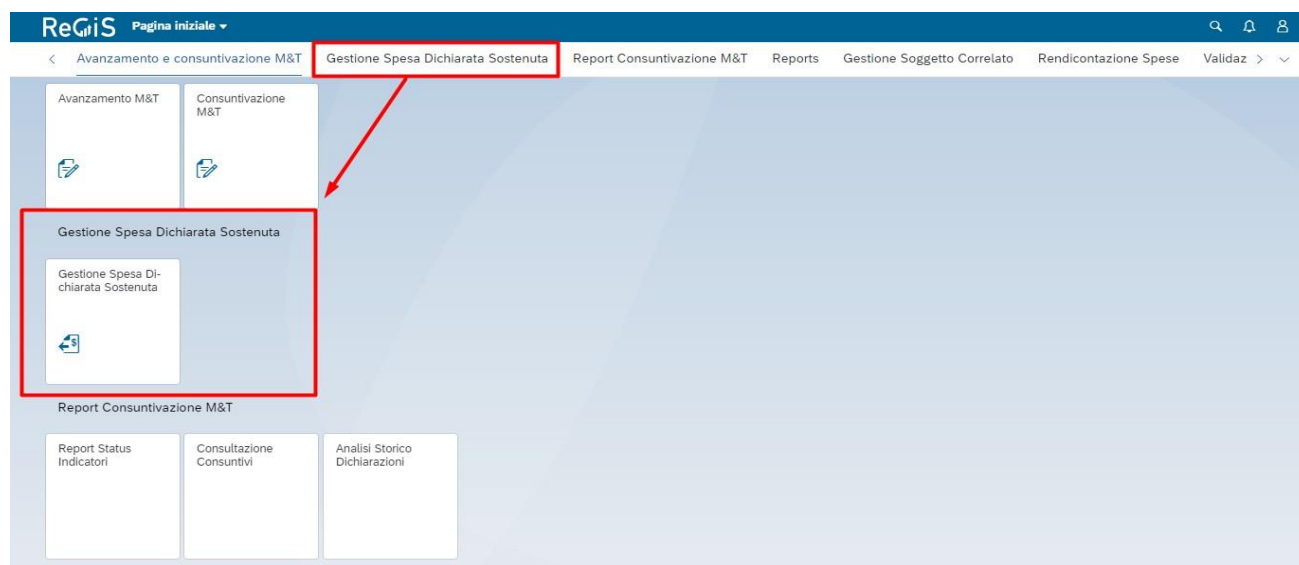 ReGiS Pagina iniziale
Avanzamento e consuntivazione M&T Gestione Spesa Dichiarata Sostenuta Report Consuntivazione M&T Reports Gestione Soggetto Correlato Rendicontazione Spese Validaz
Avanzamento M&T
Consuntivazione
M&T
Gestione Spesa Dichiarata Sostenuta
Gestione Spesa Di-
chiarata Sostenuta
$
Report Consuntivazione M&T
Report Status
Indicatori
Consultazione
Consuntivi
Analisi Storico
Dichiarazioni